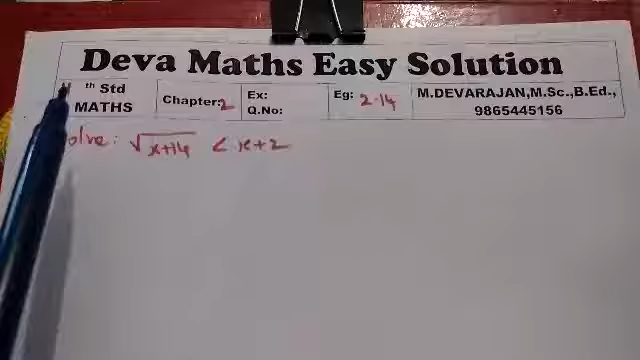 Deva Maths Easy Solution
th Std
MATHS
Chapter: 2
Ex:
Q.No:
Eg: 2.14
M.DEVARAJAN,M.Sc.,B.Ed.,
9865445156
olve: √x+14 < x+2